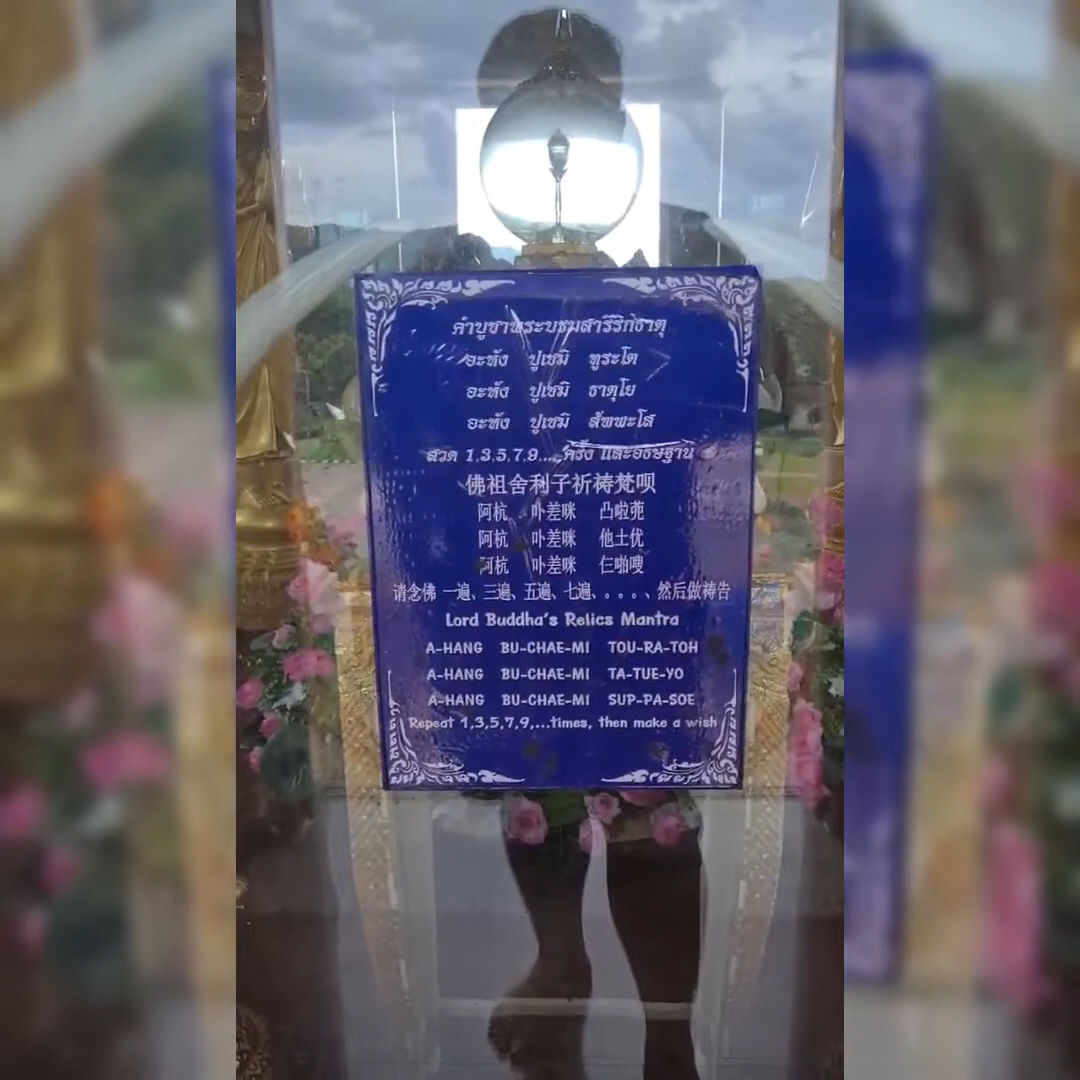 คำบูชาพระบรมสารีริกธาตุ
อะหัง ปูเชมิ ทูระโต
อะหัง ปูเชมิ ธาตุโย
อะหัง ปูเชมิ สัพพะโส
สวด 1,3,5,7,9.... ครั้ง และอธิษฐาน
佛祖舍利子祈祷梵呗
阿杭 卟差咪 凸啦菀
阿杭 卟差咪 他土优
阿杭 卟差咪 仨啪嗖
请念佛 一遍、三遍、五遍、七遍、。。。。、然后做祷告
Lord Buddha's Relics Mantra
A-HANG BU-CHAE-MI TOU-RA-TOH
A-HANG BU-CHAE-MI TA-TUE-YO
A-HANG BU-CHAE-MI SUP-PA-SOE
Repeat 1,3,5,7,9,...times, then make a wish